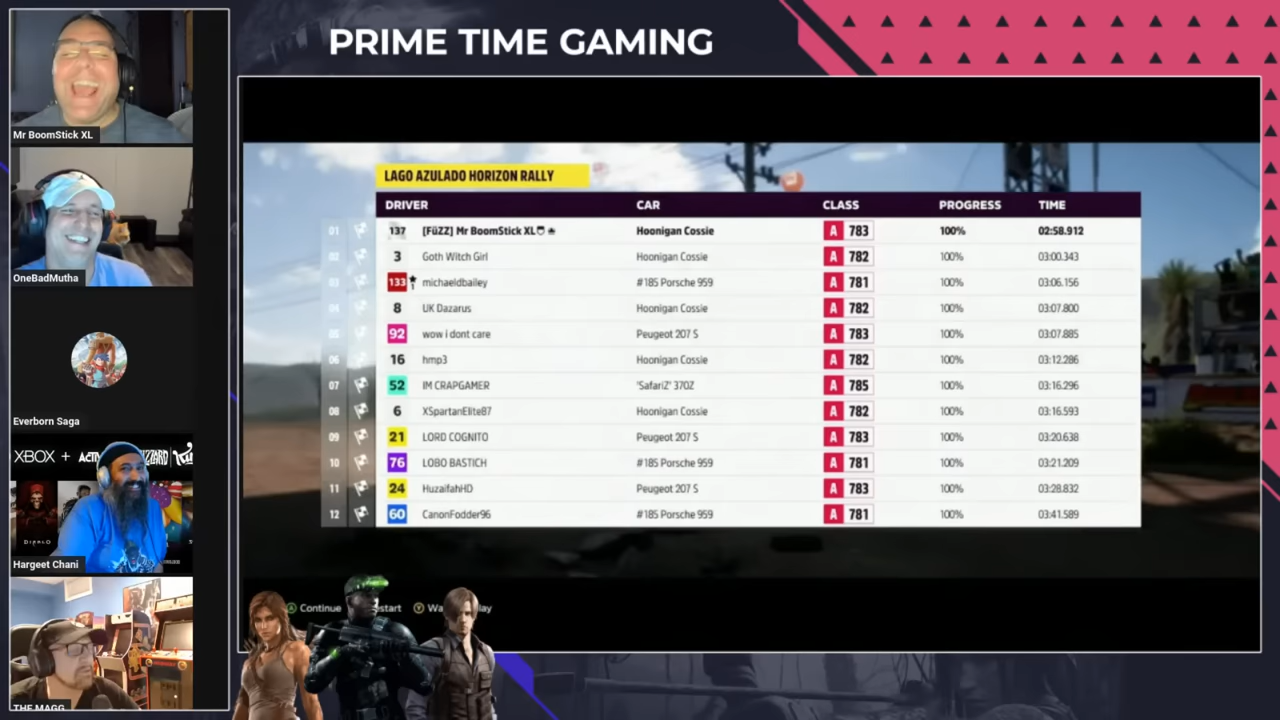 PRIME TIME GAMING
Mr BoomStick XL
OneBadMutha
Everborn Saga
XBOX +
DIABLO
Hargeet Chani
THE MAGG
LAGO AZULADO HORIZON RALLY
DRIVER CAR CLASS PROGRESS TIME
01 137 [FüZZ] Mr BoomStick XL Hoonigan Cossie A 783 100% 02:58.912
02 3 Goth Witch Girl Hoonigan Cossie A 782 100% 03:00.343
03 133 1 michaeldbailey #185 Porsche 959 A 781 100% 03:06.156
04 8 UK Dazarus Hoonigan Cossie A 782 100% 03:07.800
05 92 wow i dont care Peugeot 207 S A 783 100% 03:07.885
06 16 hmp3 Hoonigan Cossie A 782 100% 03:12.286
07 52 IM CRAPGAMER 'SafariZ' 370Z A 785 100% 03:16.296
08 6 XSpartanElite87 Hoonigan Cossie A 782 100% 03:16.593
09 21 LORD COGNITO Peugeot 207 S A 783 100% 03:20.638
10 76 LOBO BASTICH #185 Porsche 959 A 781 100% 03:21.209
11 24 HuzaifahHD Peugeot 207 S A 783 100% 03:28.832
12 60 CanonFodder96 #185 Porsche 959 A 781 100% 03:41.589
A Continue Y